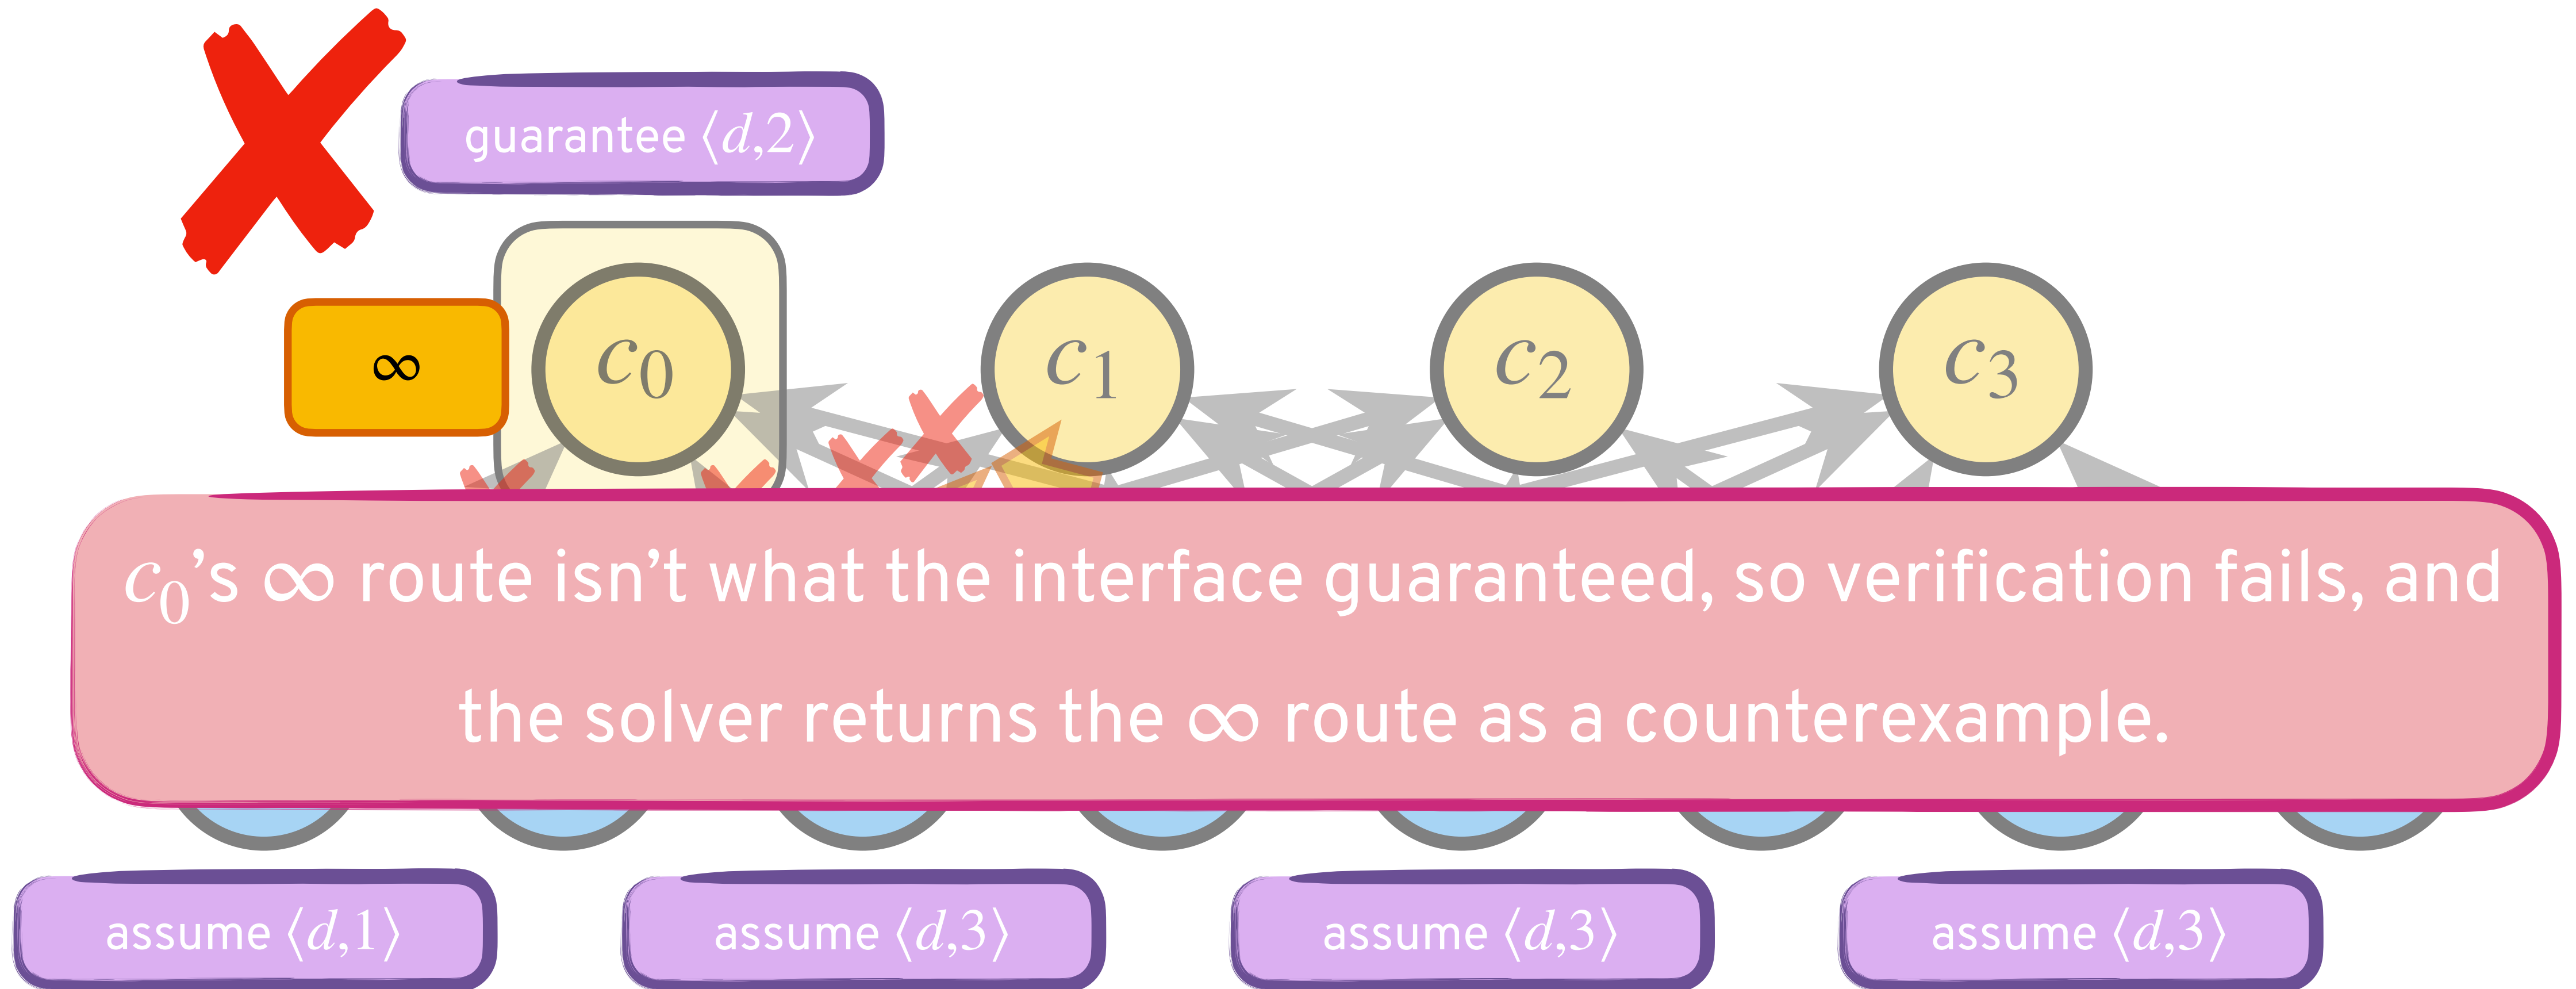 guarantee ⟨d,2⟩
∞
c₀
c₁
c₂
c₃
c₀’s ∞ route isn’t what the interface guaranteed, so verification fails, and
the solver returns the ∞ route as a counterexample.
assume ⟨d,1⟩
assume ⟨d,3⟩
assume ⟨d,3⟩
assume ⟨d,3⟩